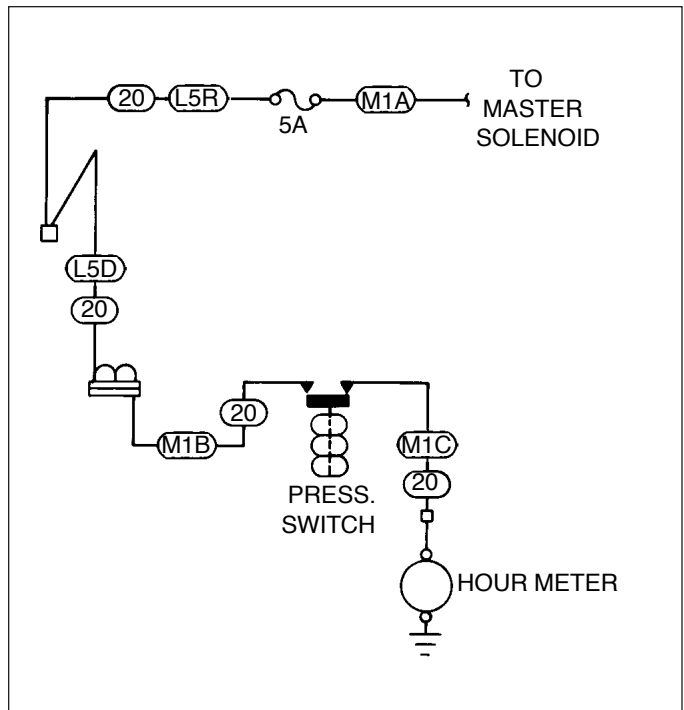 TO
MASTER
SOLENOID
20 L5R 5A M1A
L5D
20
M1B
20
PRESS.
SWITCH
M1C
20
HOUR METER